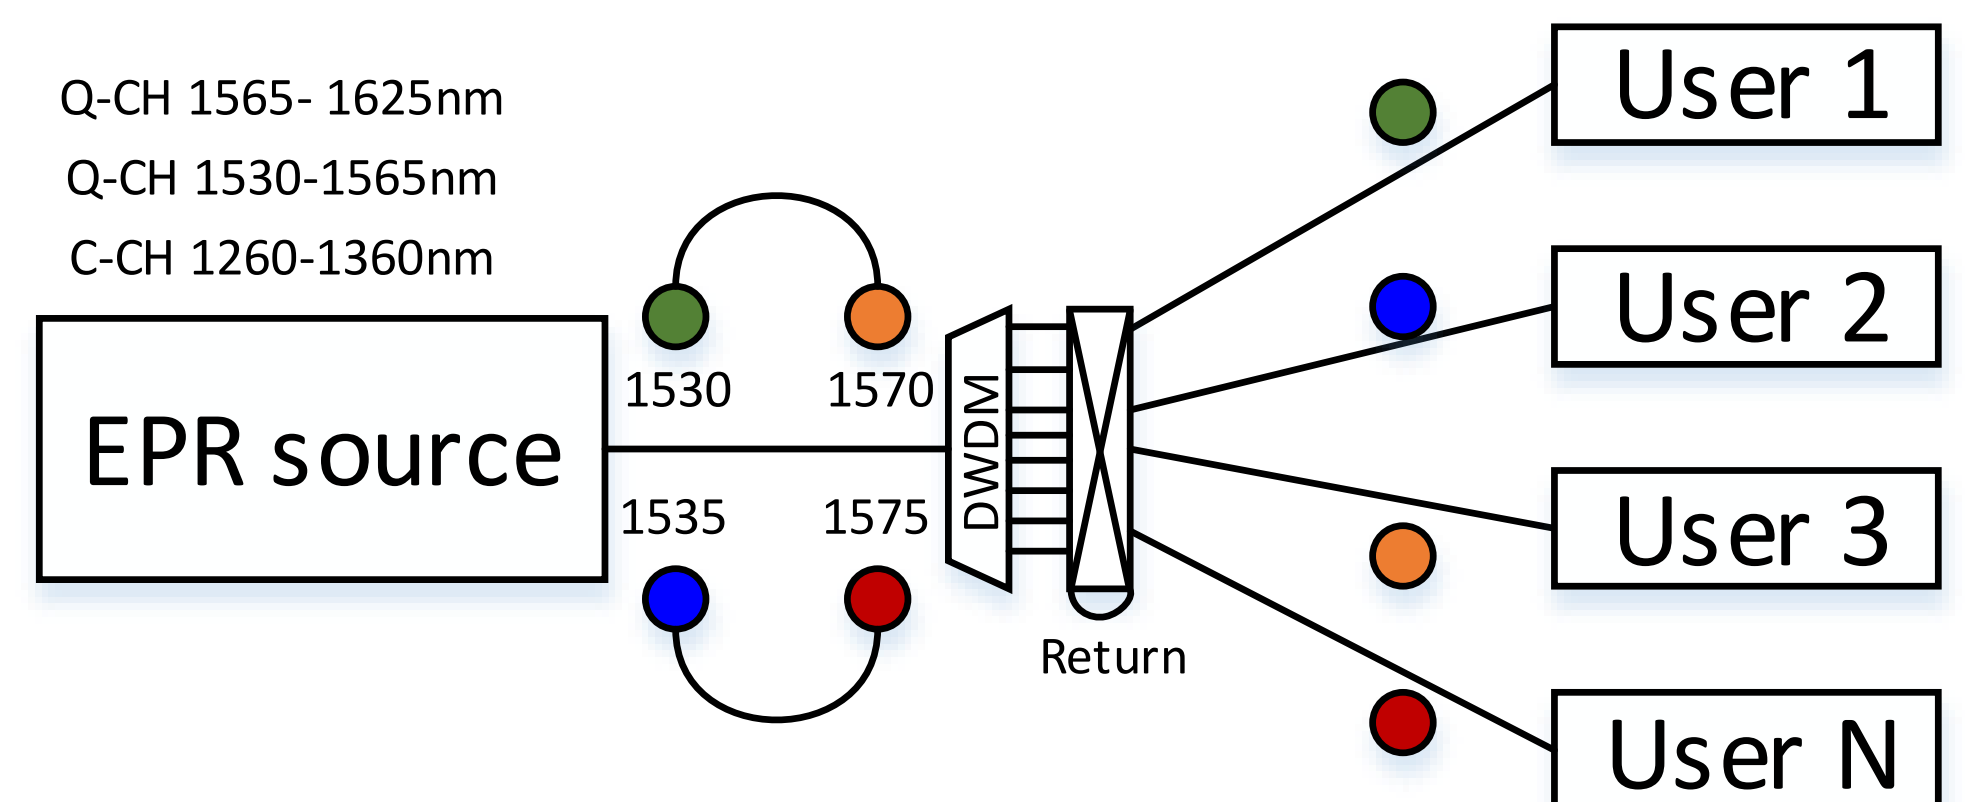 Q-CH 1565- 1625nm
Q-CH 1530-1565nm
C-CH 1260-1360nm
EPR source
1530
1570
1535
1575
DWDM
Return
User 1
User 2
User 3
User N